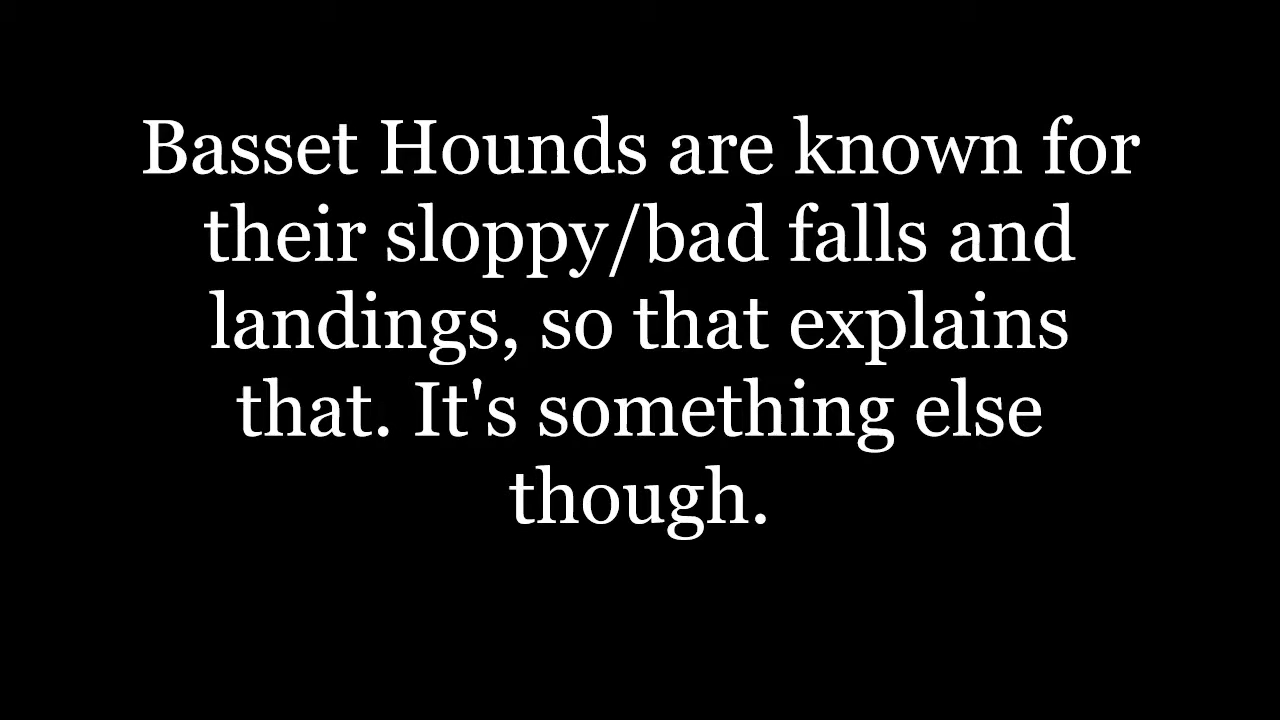 Basset Hounds are known for
their sloppy/bad falls and
landings, so that explains
that. It's something else
though.